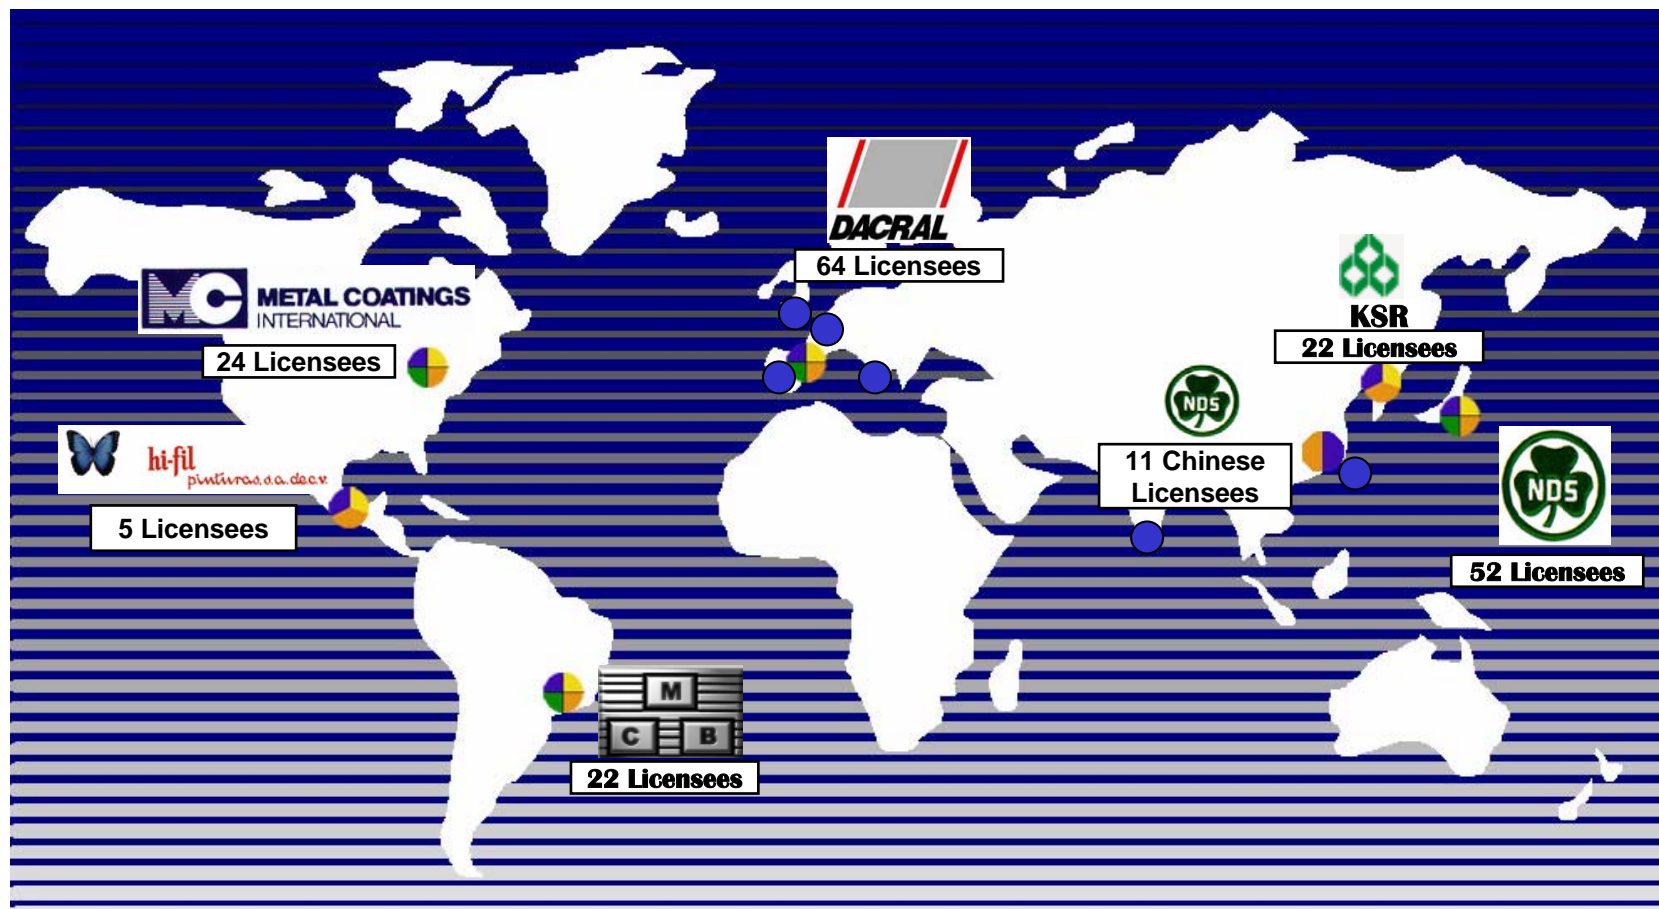 DACRAL
64 Licensees
MC METAL COATINGS
INTERNATIONAL
24 Licensees
KSR
22 Licensees
NDS
11 Chinese
Licensees
hi-fil
pinturas, s.a. de c.v.
5 Licensees
NDS
52 Licensees
M
C B
22 Licensees